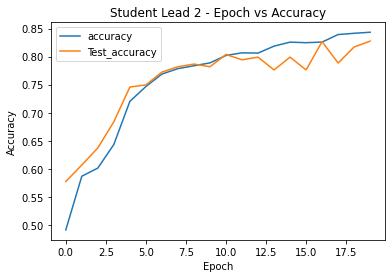 Student Lead 2 - Epoch vs Accuracy
accuracy
Test_accuracy
0.85
0.80
0.75
0.70
0.65
0.60
0.55
0.50
Accuracy
0.0 2.5 5.0 7.5 10.0 12.5 15.0 17.5
Epoch